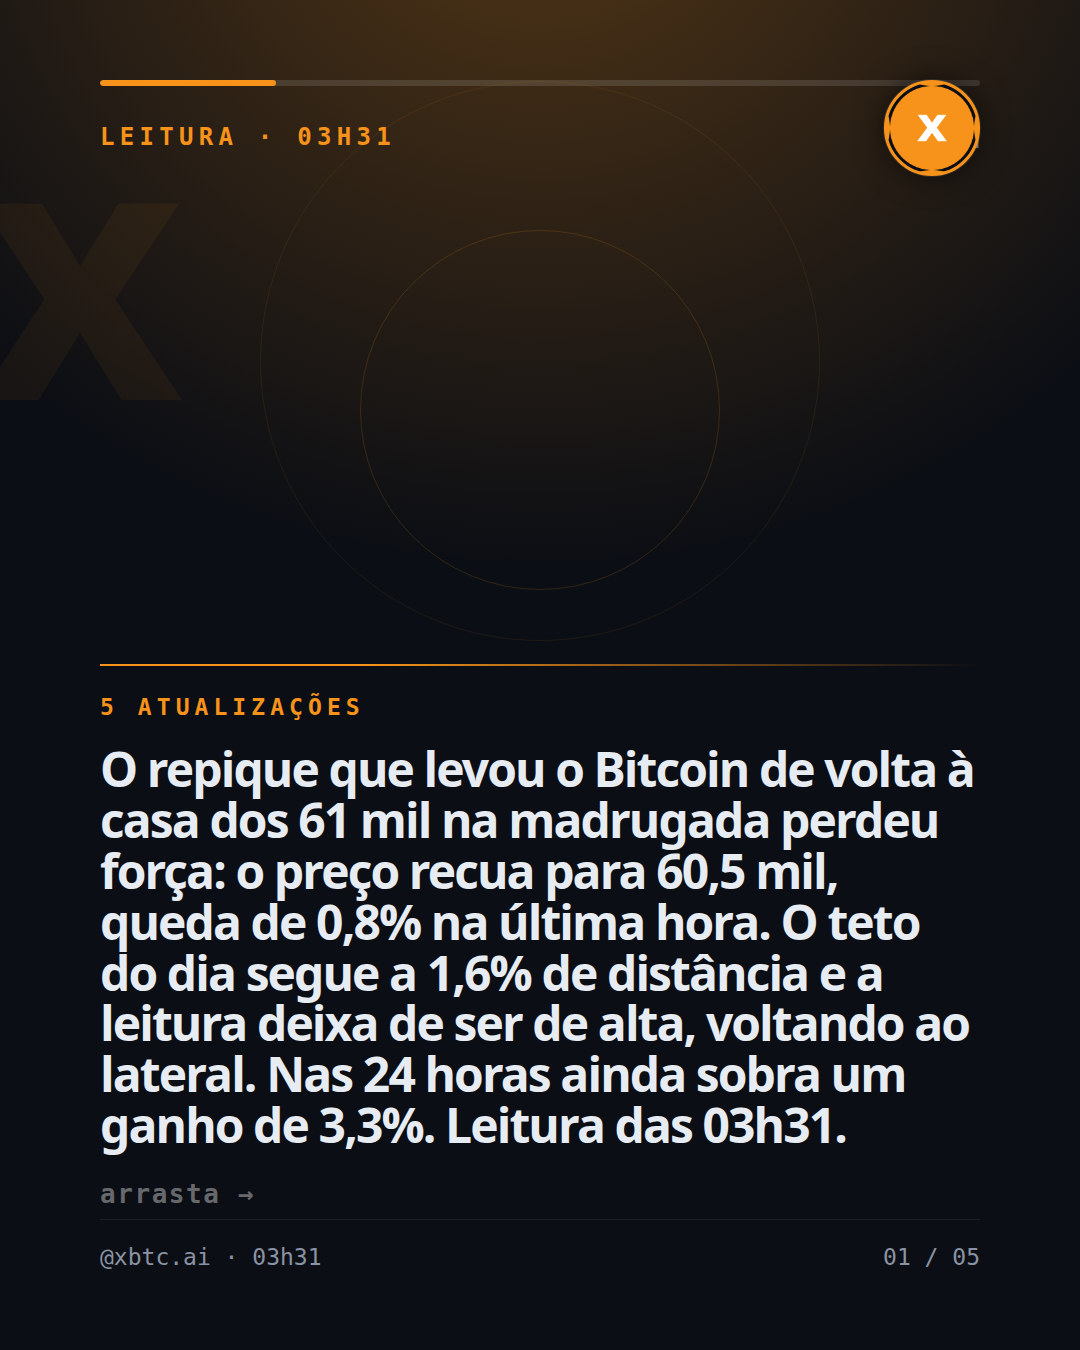 LEITURA · 03H31
x
X
5 ATUALIZAÇÕES
O repique que levou o Bitcoin de volta à
casa dos 61 mil na madrugada perdeu
força: o preço recua para 60,5 mil,
queda de 0,8% na última hora. O teto
do dia segue a 1,6% de distância e a
leitura deixa de ser de alta, voltando ao
lateral. Nas 24 horas ainda sobra um
ganho de 3,3%. Leitura das 03h31.
arrasta →
@xbtc.ai · 03h31
01 / 05